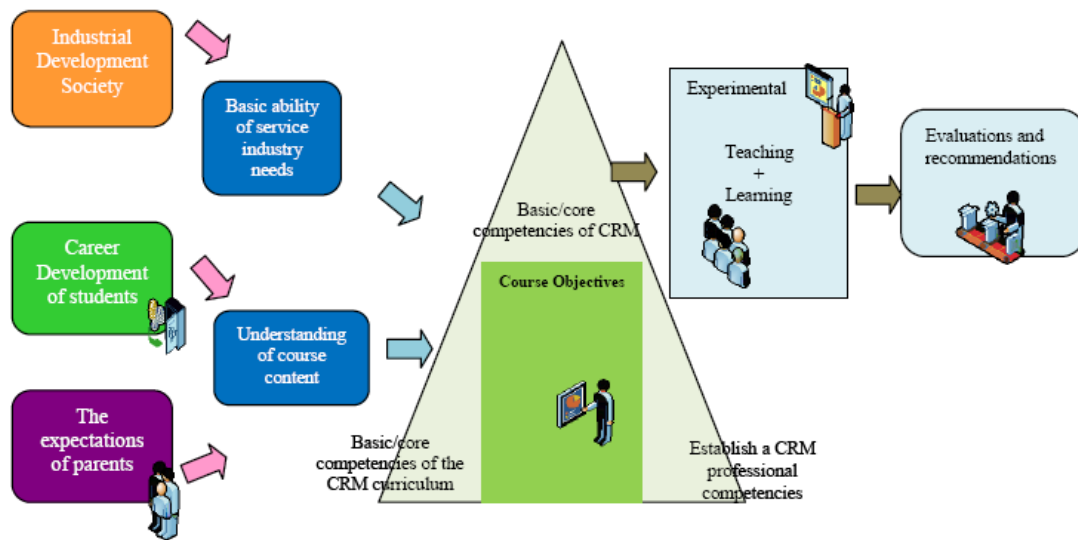 Industrial
Development
Society
Basic ability
of service
industry
needs
Career
Development
of students
Understanding
of course
content
The
expectations
of parents
Basic/core
competencies of CRM
Course Objectives
Basic/core
competencies of the
CRM curriculum
Establish a CRM
professional
competencies
Experimental
Teaching
+
Learning
Evaluations and
recommendations